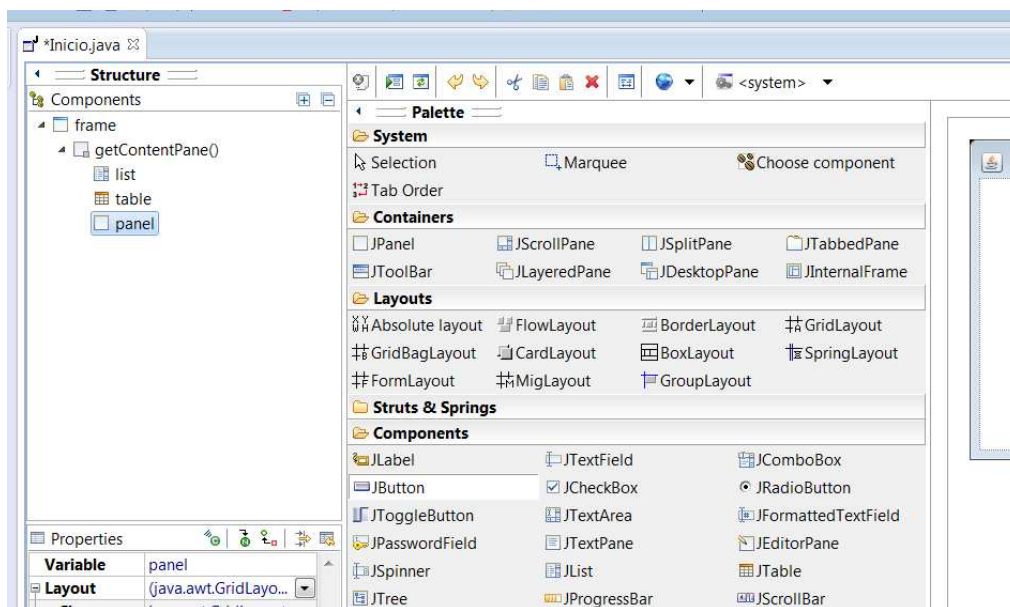 *Inicio.java
Structure
Components
frame
getContentPane()
list
table
panel
Properties
Variable panel
Layout (java.awt.GridLayo...
<system>
Palette
System
Selection Marquee Choose component
Tab Order
Containers
JPanel JScrollPane JSplitPane JTabbedPane
JToolBar JLayeredPane JDesktopPane JInternalFrame
Layouts
Absolute layout FlowLayout BorderLayout GridLayout
GridBagLayout CardLayout BoxLayout SpringLayout
FormLayout MigLayout GroupLayout
Struts & Springs
Components
JLabel JTextField JComboBox
JButton JCheckBox JRadioButton
JToggleButton JTextArea JFormattedTextField
JPasswordField JTextPane JEditorPane
JSpinner JList JTable
JTree JProgressBar JScrollBar